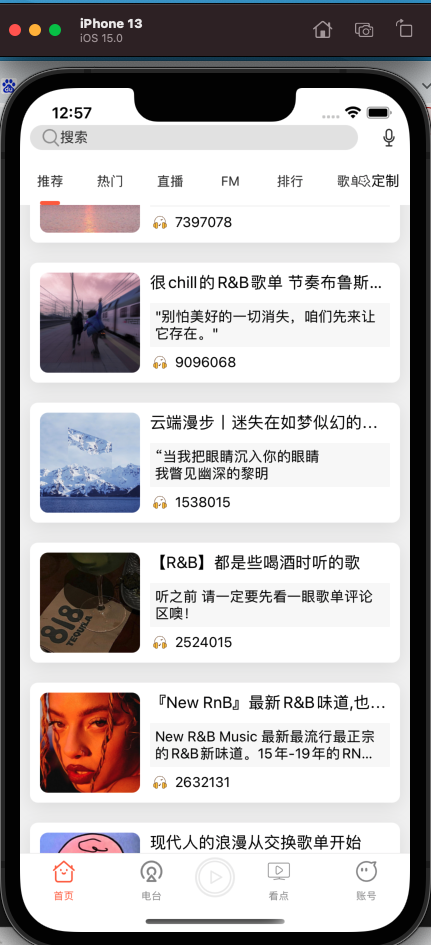 iPhone 13
iOS 15.0
12:57
搜索
推荐 热门 直播 FM 排行 歌单 定制
7397078
很chill的R&B歌单 节奏布鲁斯...
"别怕美好的一切消失，咱们先来让
它存在。"
9096068
云端漫步丨迷失在如梦似幻的...
“当我把眼睛沉入你的眼睛
我瞥见幽深的黎明
1538015
818
TEQUILA
【R&B】都是些喝酒时听的歌
听之前 请一定要先看一眼歌单评论
区噢!
2524015
『New RnB』最新R&B味道,也...
New R&B Music 最新最流行最正宗
的R&B新味道。15年-19年的RN...
2632131
现代人的浪漫从交换歌单开始
首页 电台 看点 账号